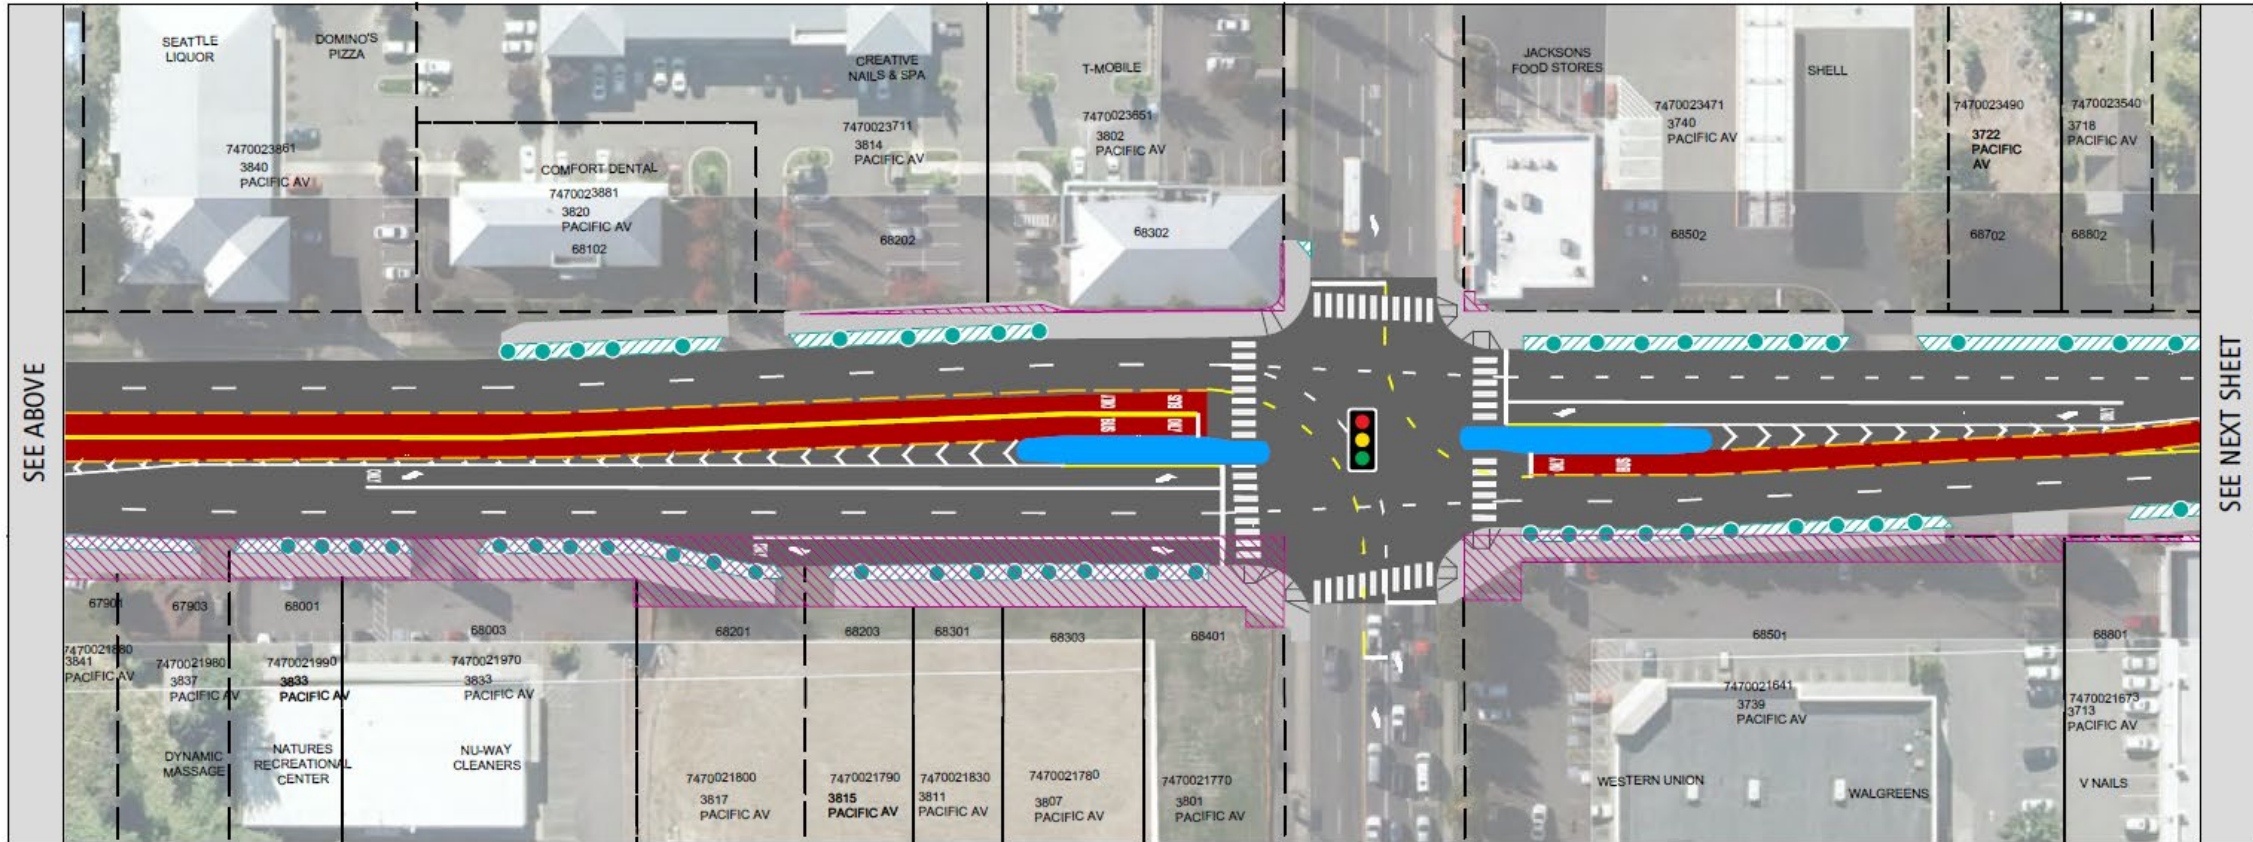 SEE ABOVE
SEATTLE
LIQUOR
DOMINO'S
PIZZA
7470023861
3840
PACIFIC AV
COMFORT DENTAL
7470023881
3820
PACIFIC AV
68102
CREATIVE
NAILS & SPA
7470023711
3814
PACIFIC AV
68202
T-MOBILE
7470023651
3802
PACIFIC AV
68302
JACKSONS
FOOD STORES
7470023471
3740
PACIFIC AV
SHELL
68502
7470023490
3722
PACIFIC
AV
68702
7470023540
3718
PACIFIC AV
68802
SEE NEXT SHEET
ONLY
BUS
BUS
ONLY
ONLY
ONLY
ONLY
BUS
67901
7470021880
3841
PACIFIC AV
67903
7470021980
3837
PACIFIC AV
DYNAMIC
MASSAGE
68001
7470021990
3833
PACIFIC AV
NATURES
RECREATIONAL
CENTER
68003
7470021970
3833
PACIFIC AV
NU-WAY
CLEANERS
68201
7470021800
3817
PACIFIC AV
68203
7470021790
3815
PACIFIC AV
68301
7470021830
3811
PACIFIC AV
68303
7470021780
3807
PACIFIC AV
68401
7470021770
3801
PACIFIC AV
68501
7470021641
3739
PACIFIC AV
WESTERN UNION
WALGREENS
68801
7470021673
3713
PACIFIC AV
V NAILS